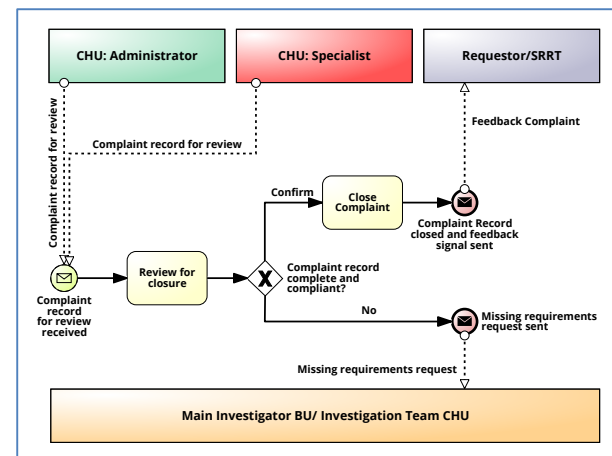 CHU: Administrator
CHU: Specialist
Requestor/SRRT
Complaint record for review
Complaint record for review
Feedback Complaint
Confirm
Close
Complaint
Complaint Record
closed and feedback
signal sent
Review for
closure
X
Complaint record
complete and
compliant?
Complaint
record
for review
received
No
Missing requirements
request sent
Missing requirements request
Main Investigator BU/ Investigation Team CHU